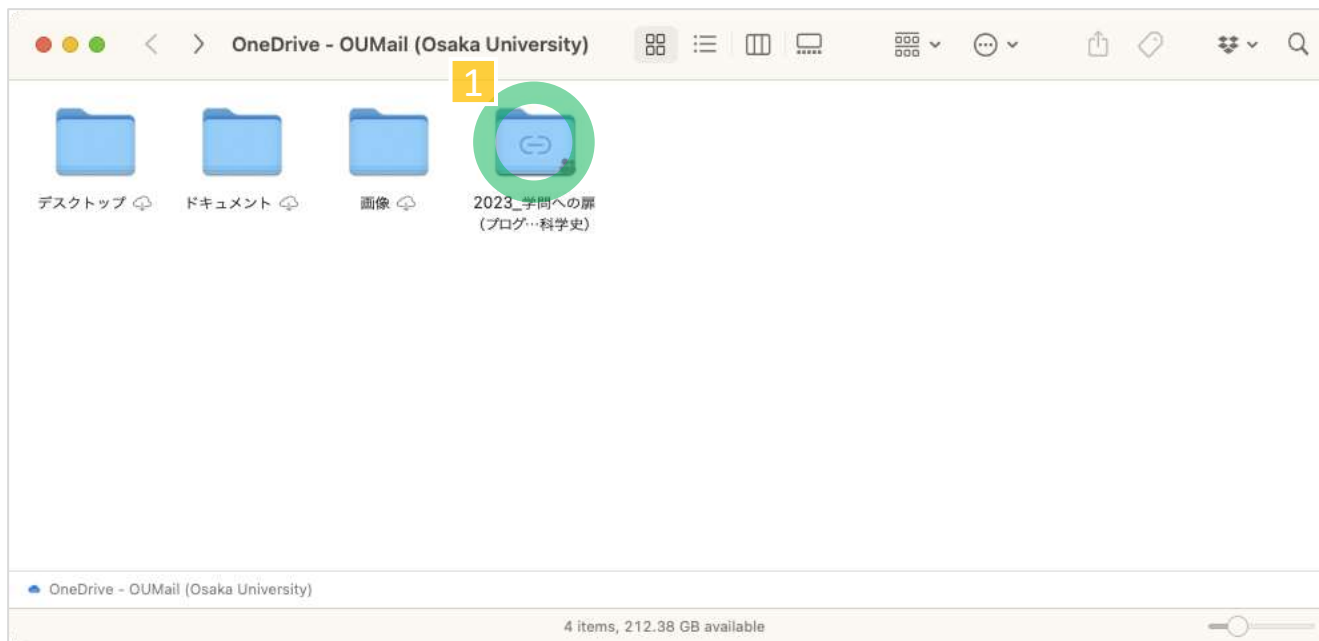 OneDrive - OUMail (Osaka University)
1
デスクトップ
ドキュメント
画像
2023_学問への扉
(プログ…科学史)
OneDrive - OUMail (Osaka University)
4 items, 212.38 GB available